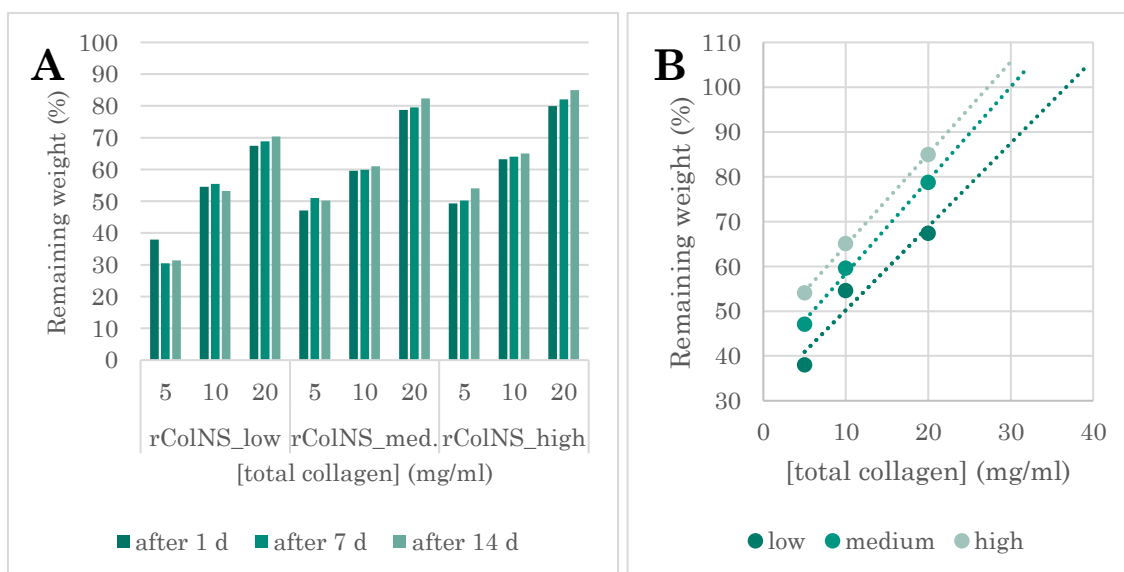 A
Remaining weight (%)
100
90
80
70
60
50
40
30
20
10
0
5 10 20 5 10 20 5 10 20
rColNS_low rColNS_med. rColNS_high
[total collagen] (mg/ml)
after 1 d after 7 d after 14 d
B
Remaining weight (%)
110
100
90
80
70
60
50
40
30
0 10 20 30 40
[total collagen] (mg/ml)
low medium high